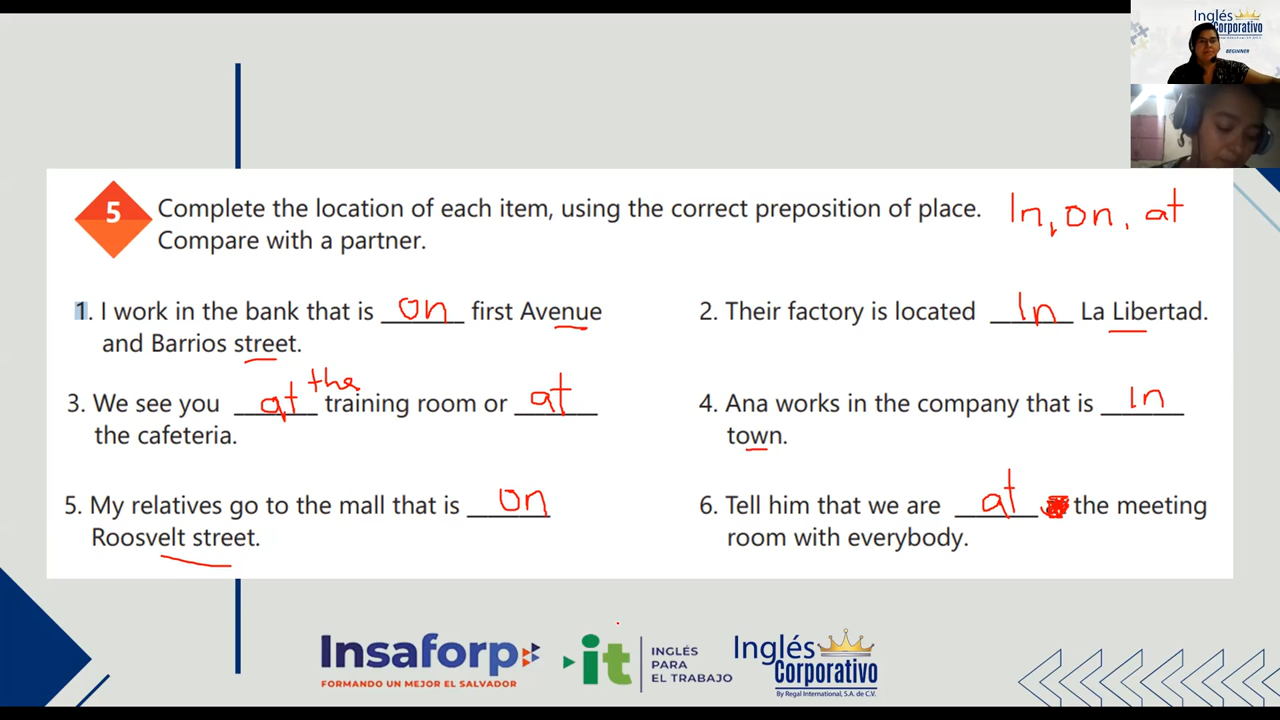 Inglés
Corporativo
BEGINNER
5 Complete the location of each item, using the correct preposition of place. In, on, at
Compare with a partner.
1. I work in the bank that is on first Avenue
and Barrios street.
2. Their factory is located In La Libertad.
3. We see you at the training room or at
the cafeteria.
4. Ana works in the company that is In
town.
5. My relatives go to the mall that is on
Roosvelt street.
6. Tell him that we are at the meeting
room with everybody.
Insaforp
FORMANDO UN MEJOR EL SALVADOR
it
INGLÉS
PARA
EL TRABAJO
Inglés
Corporativo
By Regal International, S.A. de C.V.